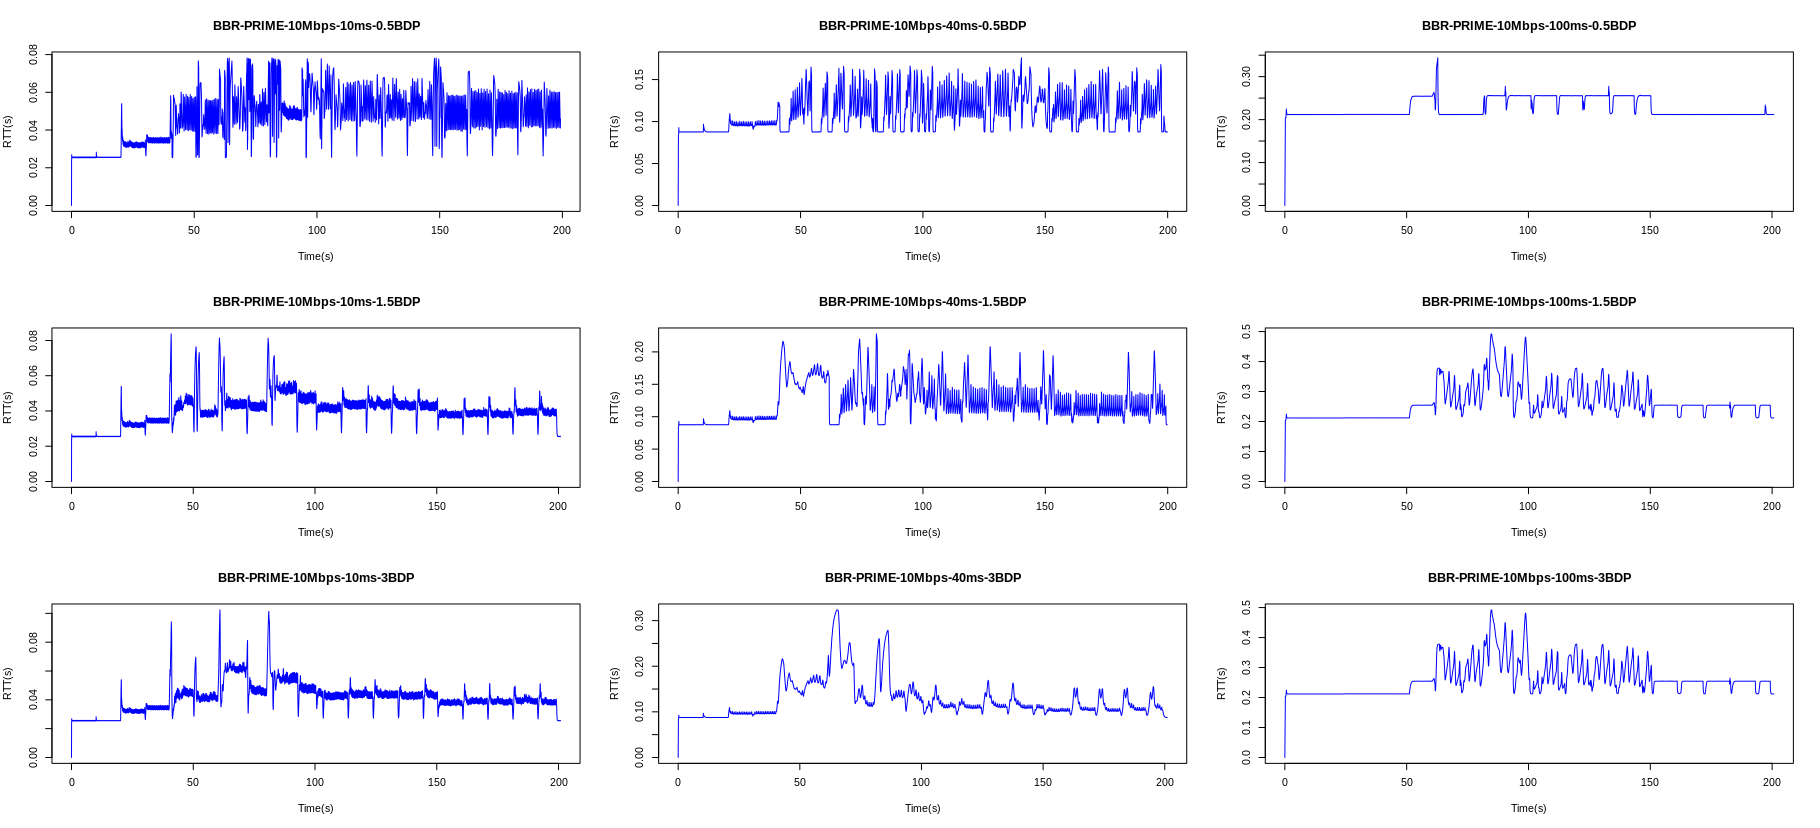 BBR-PRIME-10Mbps-10ms-0.5BDP
RTT(s)
0.00 0.02 0.04 0.06 0.08
0 50 100 150 200
Time(s)
BBR-PRIME-10Mbps-40ms-0.5BDP
RTT(s)
0.00 0.05 0.10 0.15
0 50 100 150 200
Time(s)
BBR-PRIME-10Mbps-100ms-0.5BDP
RTT(s)
0.00 0.10 0.20 0.30
0 50 100 150 200
Time(s)
BBR-PRIME-10Mbps-10ms-1.5BDP
RTT(s)
0.00 0.02 0.04 0.06 0.08
0 50 100 150 200
Time(s)
BBR-PRIME-10Mbps-40ms-1.5BDP
RTT(s)
0.00 0.05 0.10 0.15 0.20
0 50 100 150 200
Time(s)
BBR-PRIME-10Mbps-100ms-1.5BDP
RTT(s)
0.0 0.1 0.2 0.3 0.4 0.5
0 50 100 150 200
Time(s)
BBR-PRIME-10Mbps-10ms-3BDP
RTT(s)
0.00 0.04 0.08
0 50 100 150 200
Time(s)
BBR-PRIME-10Mbps-40ms-3BDP
RTT(s)
0.00 0.10 0.20 0.30
0 50 100 150 200
Time(s)
BBR-PRIME-10Mbps-100ms-3BDP
RTT(s)
0.0 0.1 0.2 0.3 0.4 0.5
0 50 100 150 200
Time(s)